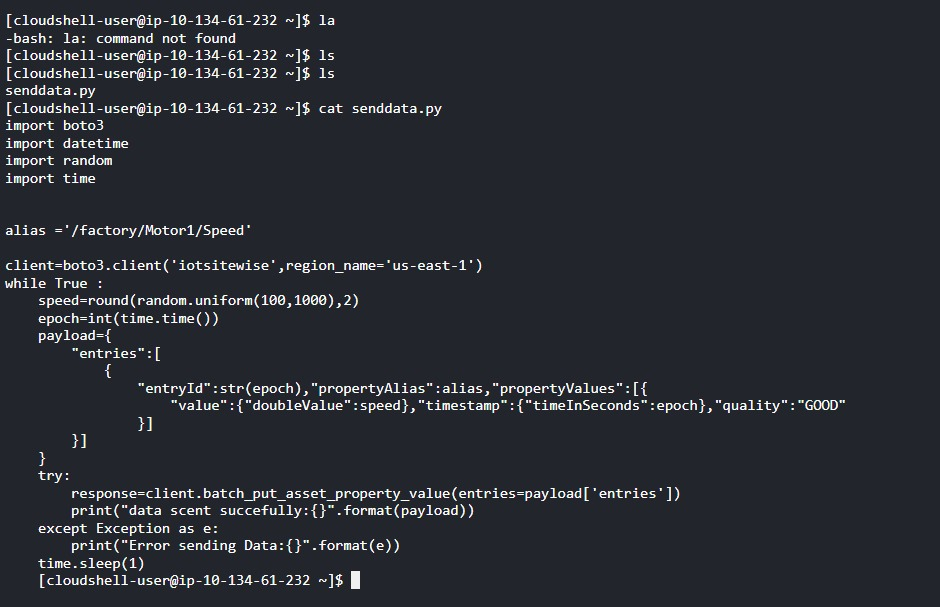 [cloudshell-user@ip-10-134-61-232 ~]$ la
-bash: la: command not found
[cloudshell-user@ip-10-134-61-232 ~]$ ls
[cloudshell-user@ip-10-134-61-232 ~]$ ls
senddata.py
[cloudshell-user@ip-10-134-61-232 ~]$ cat senddata.py
import boto3
import datetime
import random
import time


alias ='/factory/Motor1/Speed'

client=boto3.client('iotsitewise',region_name='us-east-1')
while True :
    speed=round(random.uniform(100,1000),2)
    epoch=int(time.time())
    payload={
        "entries":[
            {
                "entryId":str(epoch),"propertyAlias":alias,"propertyValues":[{
                    "value":{"doubleValue":speed},"timestamp":{"timeInSeconds":epoch},"quality":"GOOD"
                }]
        }]
    }
    try:
        response=client.batch_put_asset_property_value(entries=payload['entries'])
        print("data scent succefully:{}".format(payload))
    except Exception as e:
        print("Error sending Data:{}".format(e))
    time.sleep(1)
    [cloudshell-user@ip-10-134-61-232 ~]$